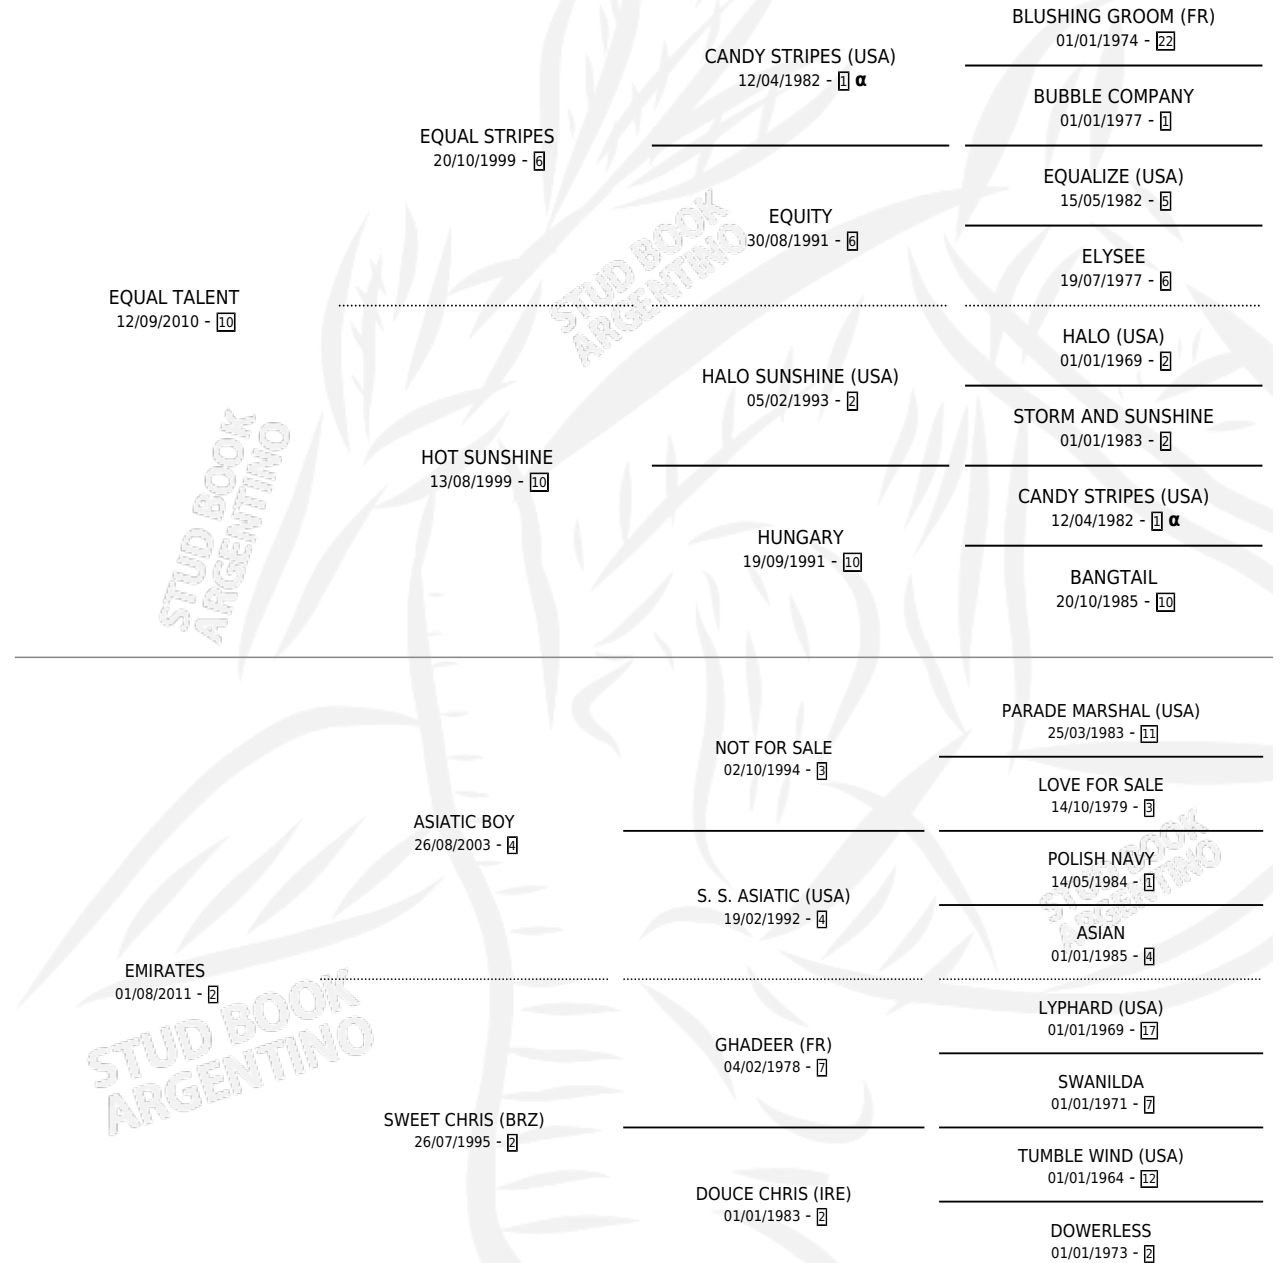 BLUSHING GROOM (FR)
01/01/1974 - 22
CANDY STRIPES (USA)
12/04/1982 - 1 α
BUBBLE COMPANY
01/01/1977 - 1
EQUAL STRIPES
20/10/1999 - 6
EQUALIZE (USA)
15/05/1982 - 5
EQUITY
30/08/1991 - 6
ELYSEE
19/07/1977 - 6
EQUAL TALENT
12/09/2010 - 10
HALO (USA)
01/01/1969 - 2
HALO SUNSHINE (USA)
05/02/1993 - 2
STORM AND SUNSHINE
01/01/1983 - 2
HOT SUNSHINE
13/08/1999 - 10
CANDY STRIPES (USA)
12/04/1982 - 1 α
HUNGARY
19/09/1991 - 10
BANGTAIL
20/10/1985 - 10
PARADE MARSHAL (USA)
25/03/1983 - 11
NOT FOR SALE
02/10/1994 - 3
LOVE FOR SALE
14/10/1979 - 3
ASIATIC BOY
26/08/2003 - 4
POLISH NAVY
14/05/1984 - 1
S. S. ASIATIC (USA)
19/02/1992 - 4
ASIAN
01/01/1985 - 4
EMIRATES
01/08/2011 - 2
LYPHARD (USA)
01/01/1969 - 17
GHADEER (FR)
04/02/1978 - 7
SWANILDA
01/01/1971 - 7
SWEET CHRIS (BRZ)
26/07/1995 - 2
TUMBLE WIND (USA)
01/01/1964 - 12
DOUCE CHRIS (IRE)
01/01/1983 - 2
DOWERLESS
01/01/1973 - 2
STUD BOOK
ARGENTINO
STUD BOOK
ARGENTINO
STUD BOOK
ARGENTINO
STUD BOOK
ARGENTINO